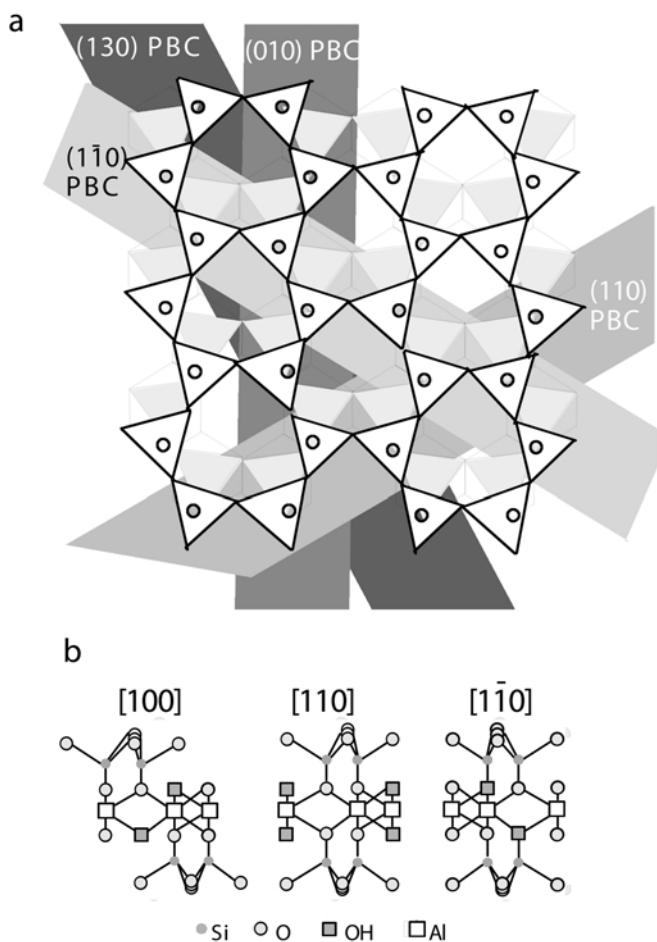 a
(130) PBC
(010) PBC
(11̄0)
PBC
(110)
PBC
b
[100]
[110]
[11̄0]
Si
O
OH
Al